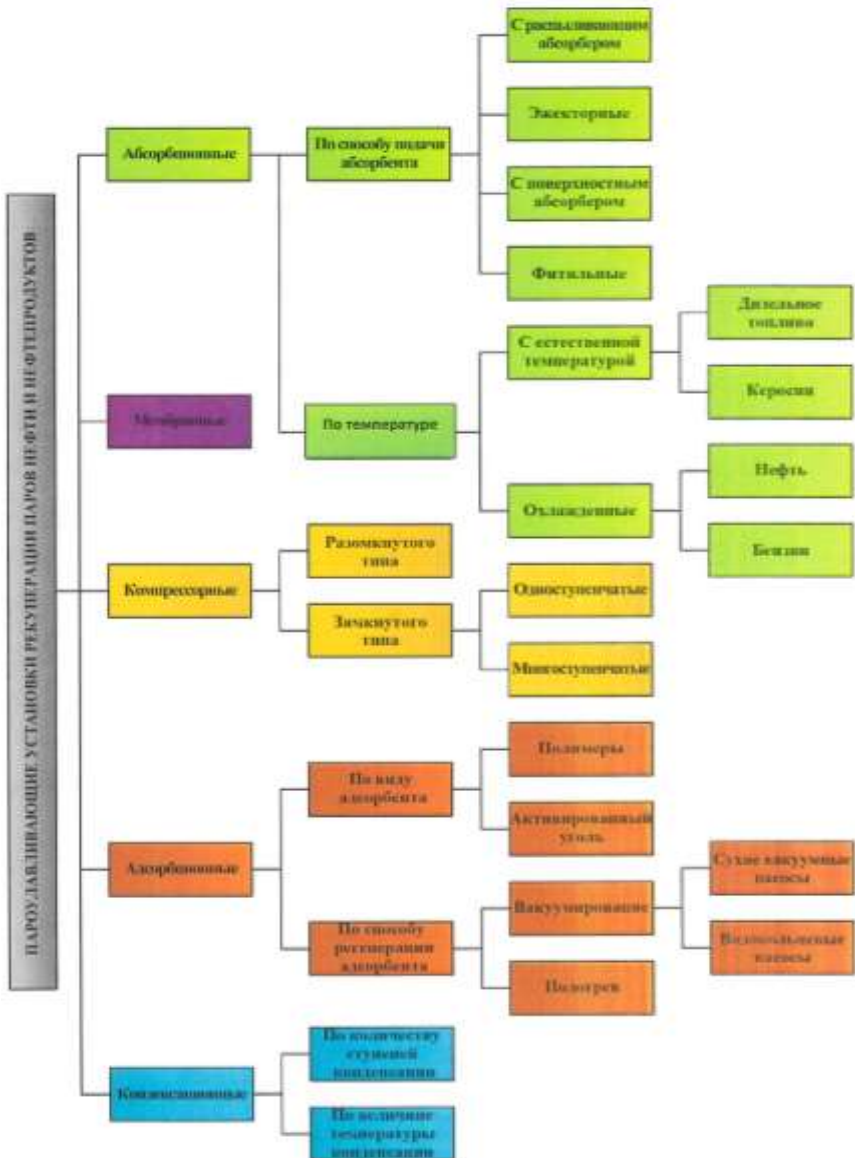 ПАРОУЛАВЛИВАЮЩИЕ УСТАНОВКИ РЕКУПЕРАЦИИ ПАРОВ НЕФТИ И НЕФТЕПРОДУКТОВ
Абсорбционные
По способу подачи
абсорбента
С распыливающим
абсорбером
Эжекторные
С поверхностным
абсорбером
Фитильные
По температуре
С естественной
температурой
Дизельное
топливо
Керосин
Охлажденные
Нефть
Бензин
Мембранные
Компрессорные
Разомкнутого
типа
Замкнутого
типа
Одноступенчатые
Многоступенчатые
Адсорбционные
По виду
адсорбента
Полимеры
Активированный
уголь
По способу
регенерации
адсорбента
Вакуумирование
Сухие вакуумные
насосы
Водокольцевые
насосы
Подогрев
Конденсационные
По количеству
ступеней
конденсации
По величине
температуры
конденсации